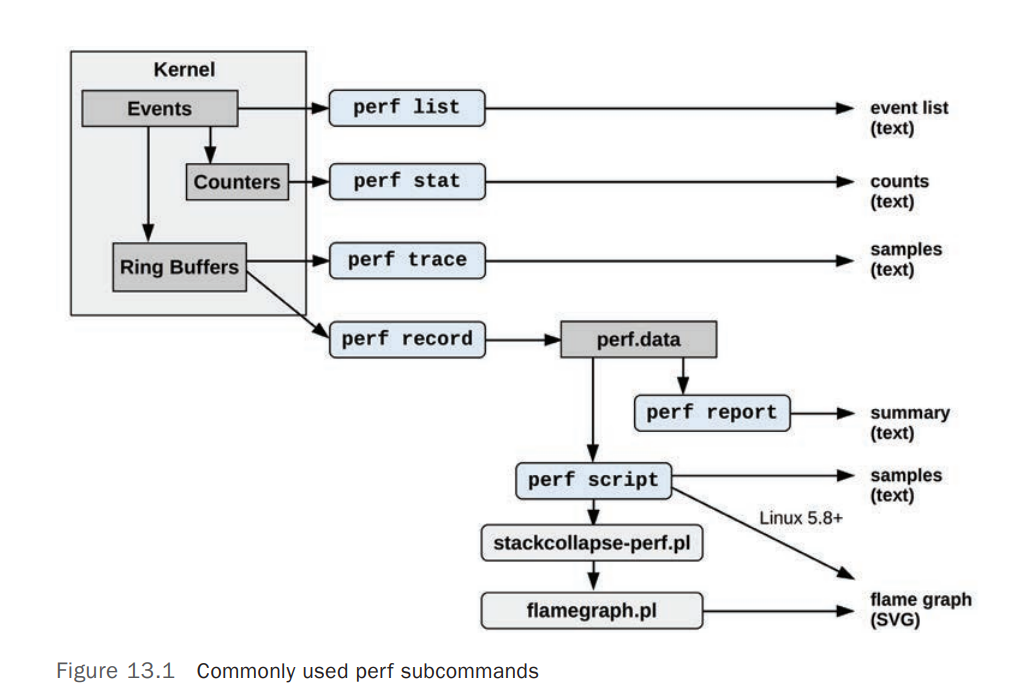 Kernel
Events
perf list
event list
(text)
Counters
perf stat
counts
(text)
Ring Buffers
perf trace
samples
(text)
perf record
perf.data
perf report
summary
(text)
perf script
samples
(text)
Linux 5.8+
stackcollapse-perf.pl
flamegraph.pl
flame graph
(SVG)
Figure 13.1 Commonly used perf subcommands